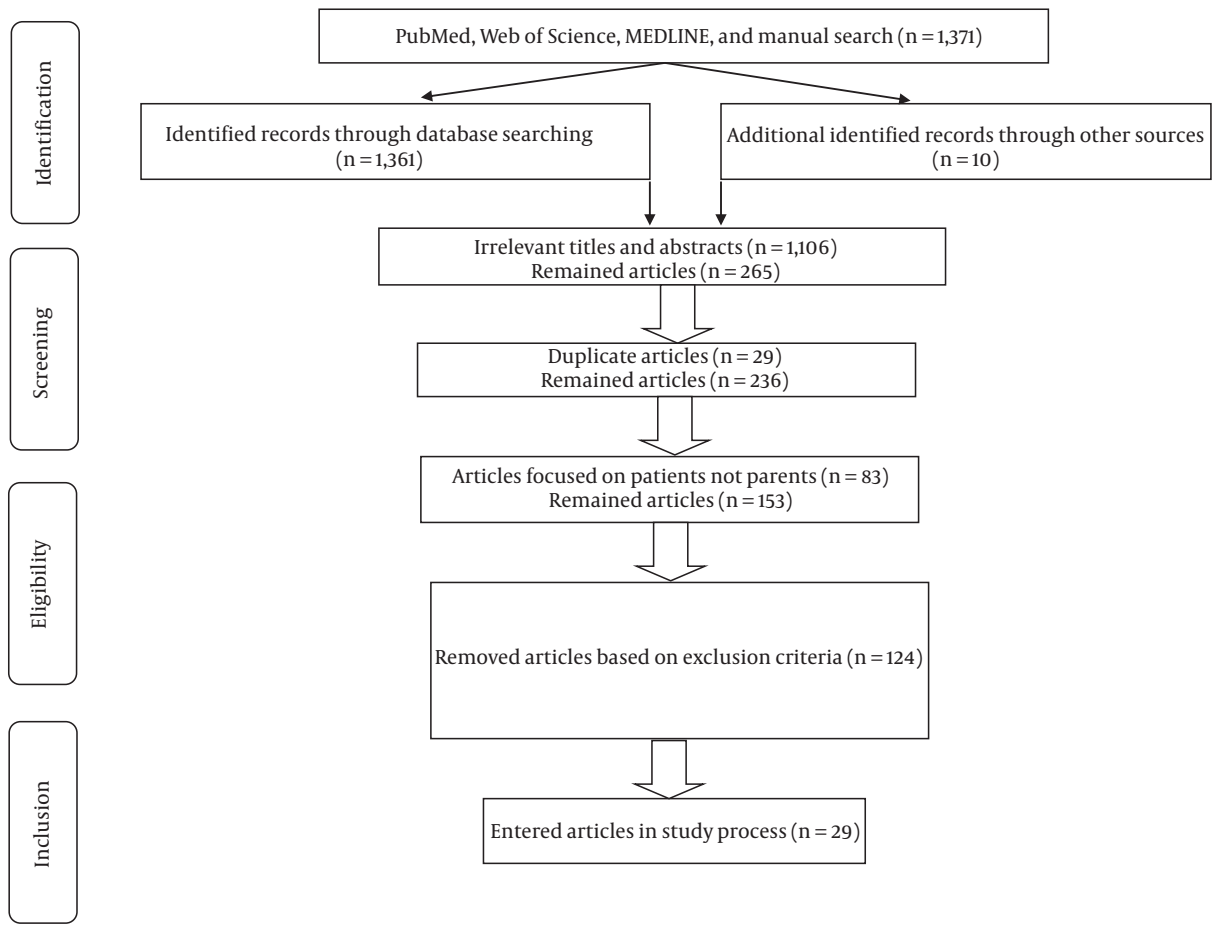 PubMed, Web of Science, MEDLINE, and manual search (n = 1,371)
Identification
Identified records through database searching
(n = 1,361)
Additional identified records through other sources
(n = 10)
Irrelevant titles and abstracts (n = 1,106)
Remained articles (n = 265)
Screening
Duplicate articles (n = 29)
Remained articles (n = 236)
Articles focused on patients not parents (n = 83)
Remained articles (n = 153)
Eligibility
Removed articles based on exclusion criteria (n = 124)
Inclusion
Entered articles in study process (n = 29)